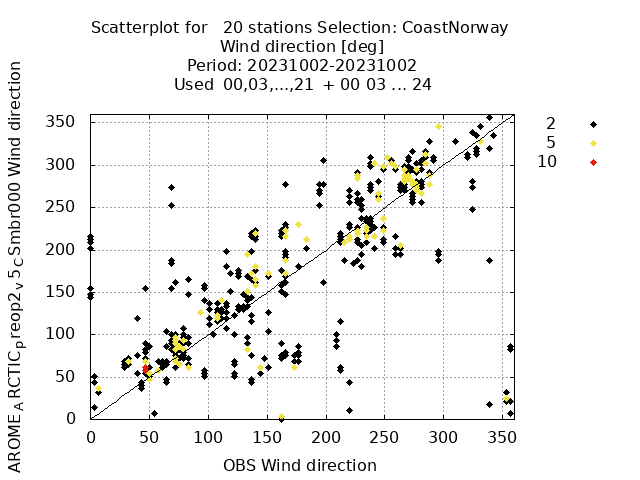 Scatterplot for 20 stations Selection: CoastNorway
Wind direction [deg]
Period: 20231002-20231002
Used 00,03,...,21 + 00 03 ... 24
AROME_ARCTIC_preop2_v5_CSmbr000 Wind direction
350
300
250
200
150
100
50
0
0 50 100 150 200 250 300 350
OBS Wind direction
2
5
10